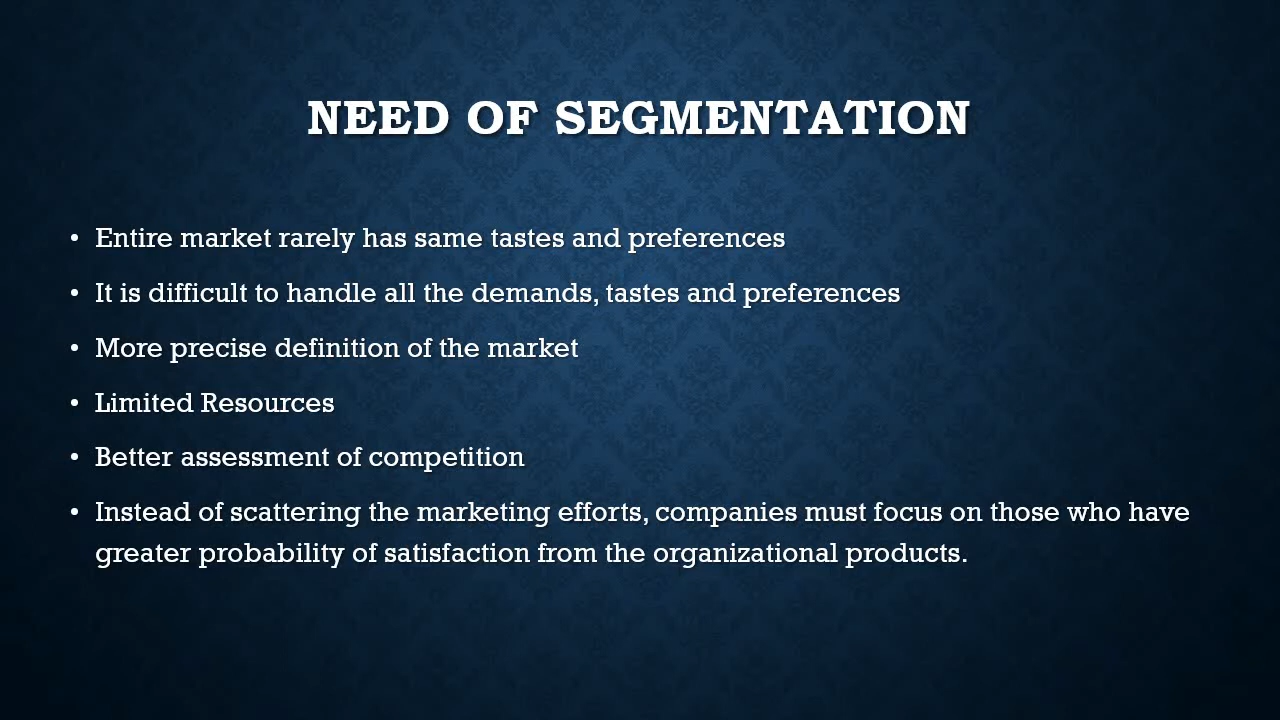 NEED OF SEGMENTATION
• Entire market rarely has same tastes and preferences
• It is difficult to handle all the demands, tastes and preferences
• More precise definition of the market
• Limited Resources
• Better assessment of competition
• Instead of scattering the marketing efforts, companies must focus on those who have
greater probability of satisfaction from the organizational products.